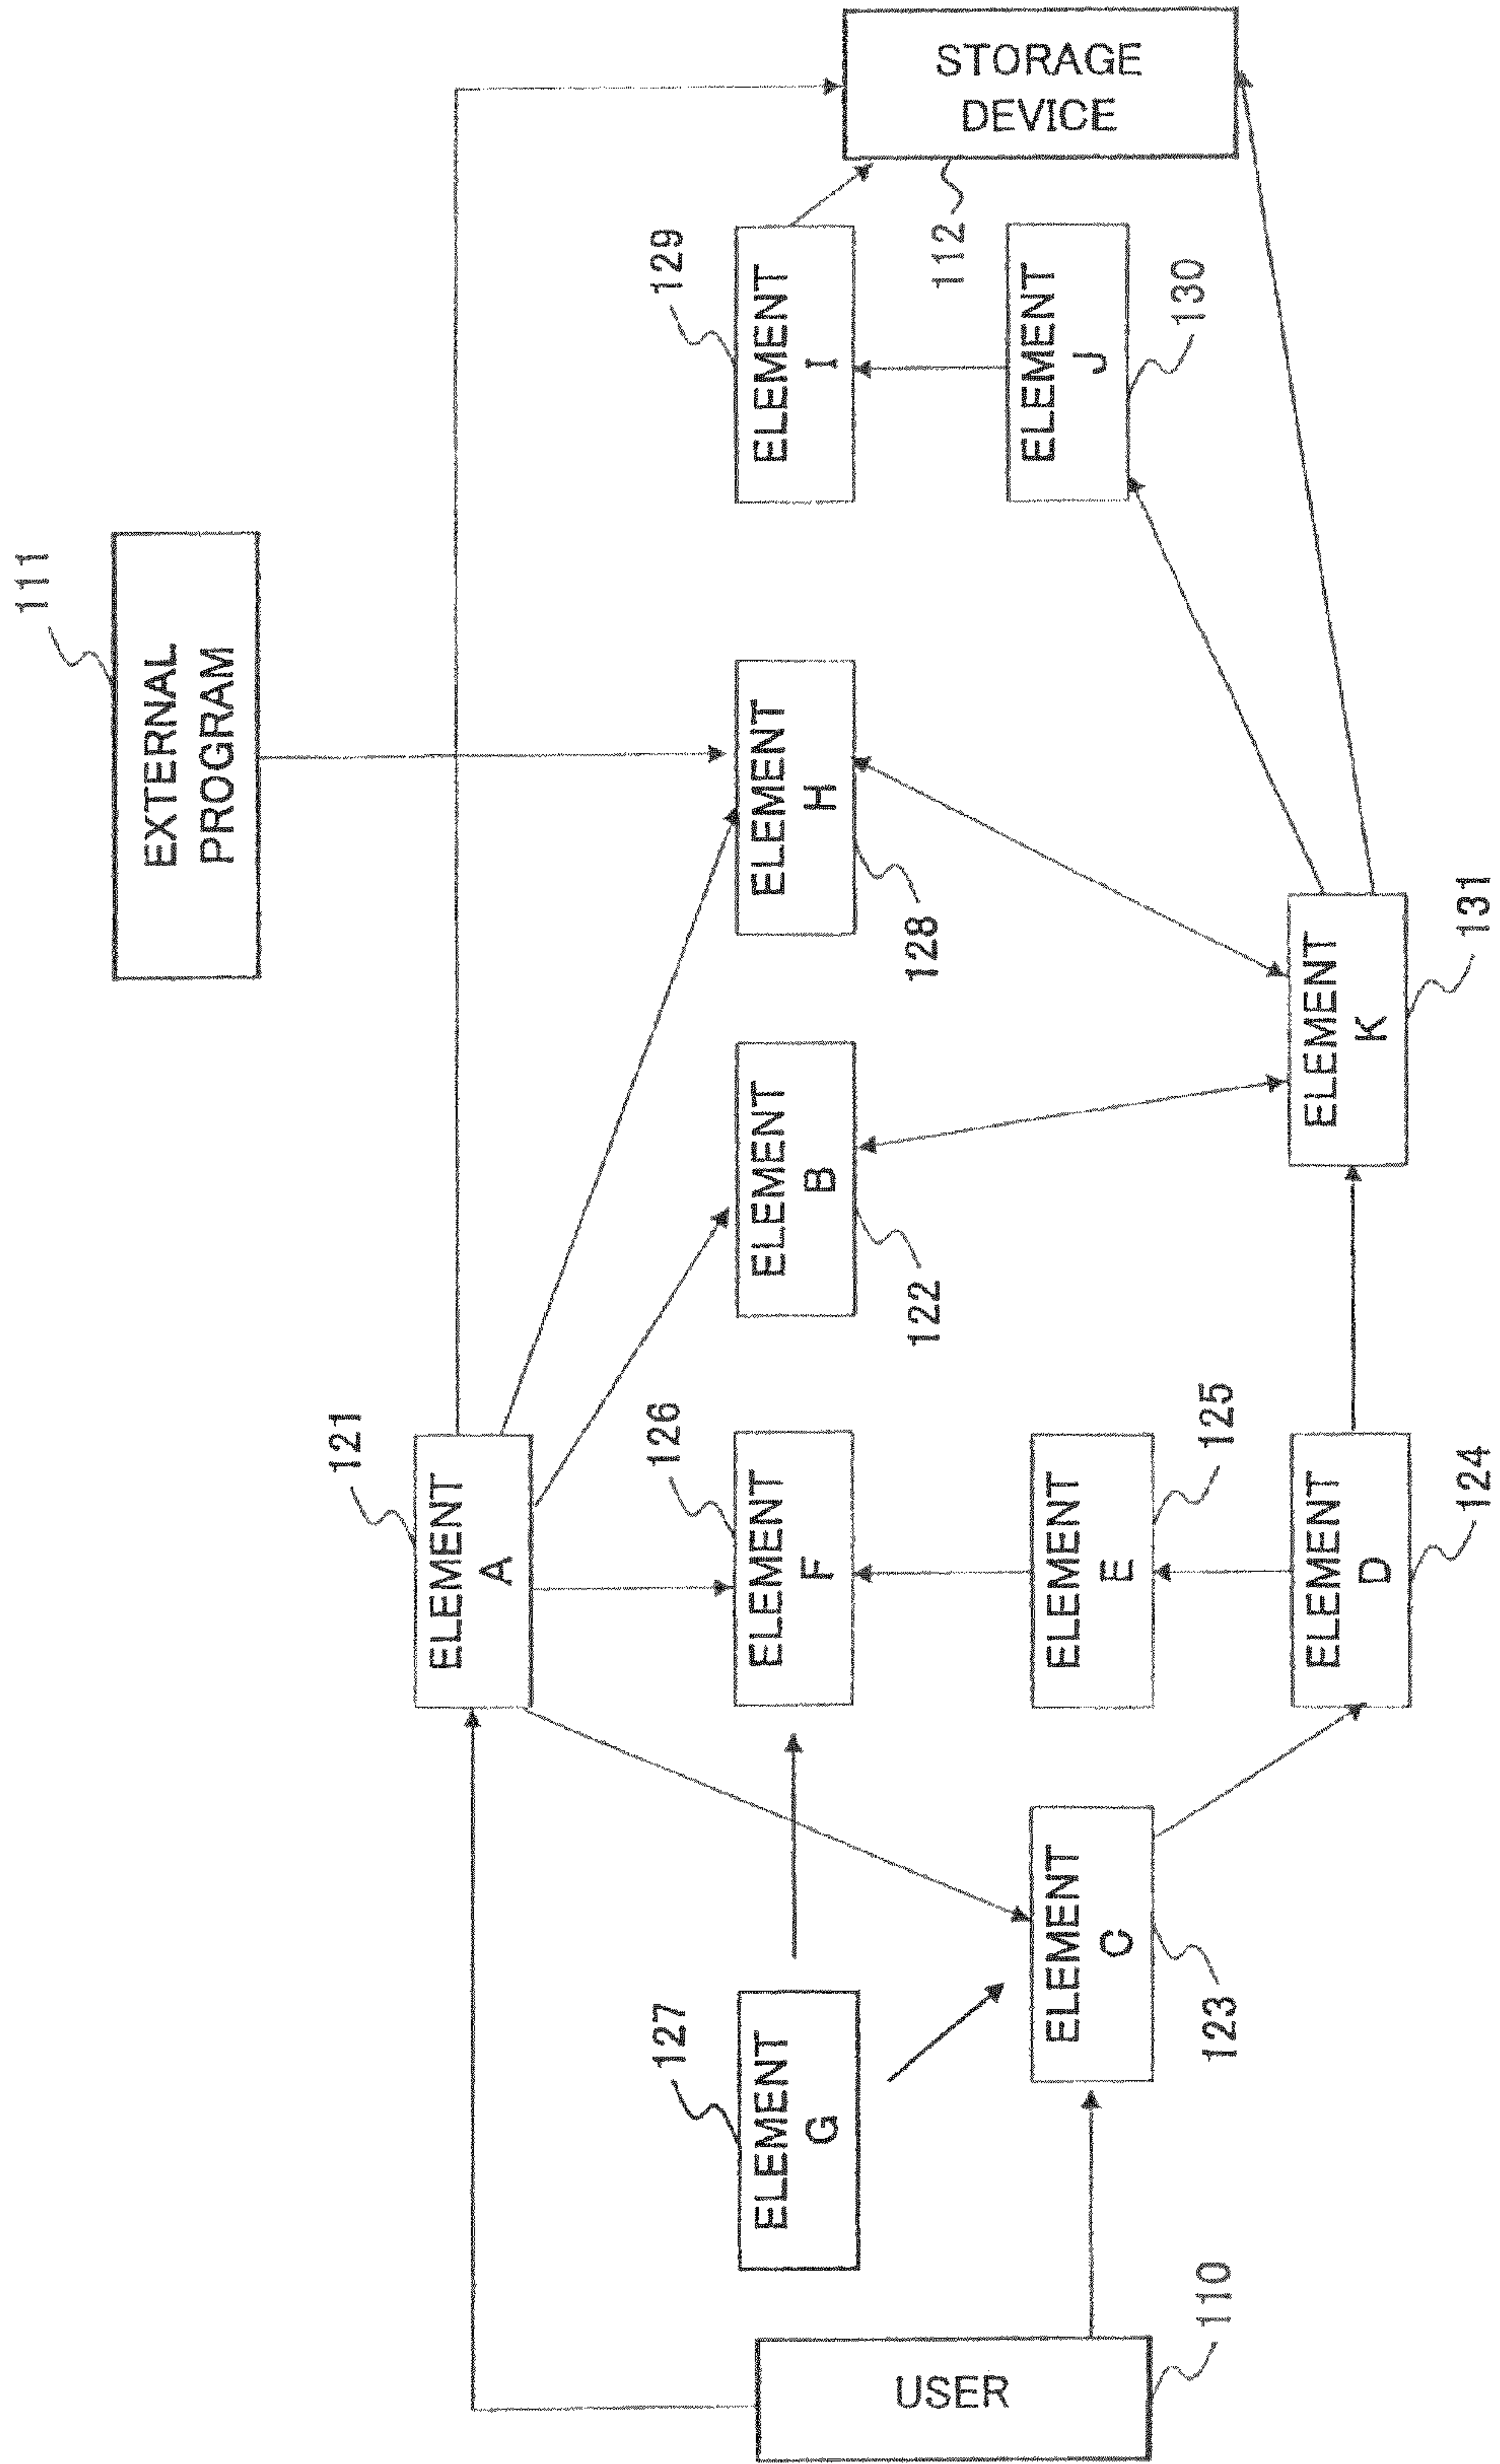 111
EXTERNAL
PROGRAM
121
ELEMENT
A
127
ELEMENT
G
126
ELEMENT
F
ELEMENT
B
122
ELEMENT
H
128
129
ELEMENT
I
USER
110
ELEMENT
C
123
ELEMENT
E
125
ELEMENT
J
130
112
STORAGE
DEVICE
ELEMENT
D
124
ELEMENT
K
131